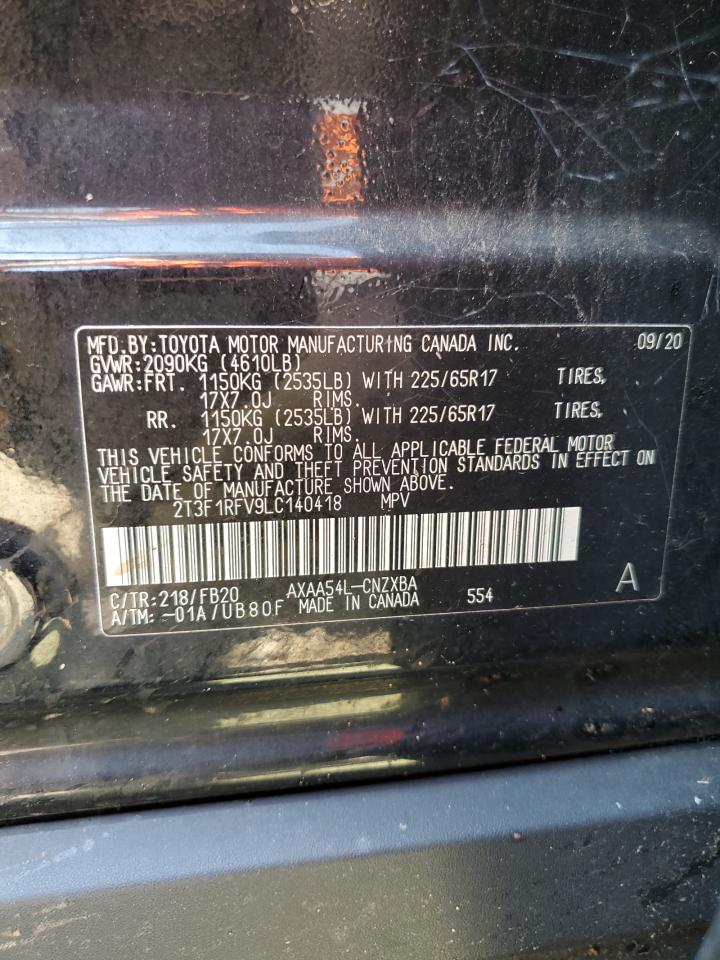 MFD.BY:TOYOTA MOTOR MANUFACTURING CANADA INC. 09/20
GVWR:2090KG (4610LB)
GAWR:FRT. 1150KG (2535LB) WITH 225/65R17 TIRES,
17X7.0J RIMS.
RR. 1150KG (2535LB) WITH 225/65R17 TIRES,
17X7.0J RIMS.
THIS VEHICLE CONFORMS TO ALL APPLICABLE FEDERAL MOTOR
VEHICLE SAFETY AND THEFT PREVENTION STANDARDS IN EFFECT ON
THE DATE OF MANUFACTURE SHOWN ABOVE.
2T3F1RFV9LC140418 MPV
C/TR:218/FB20 AXAA54L-CNZXBA A
A/TM:-01A/UB80F MADE IN CANADA 554